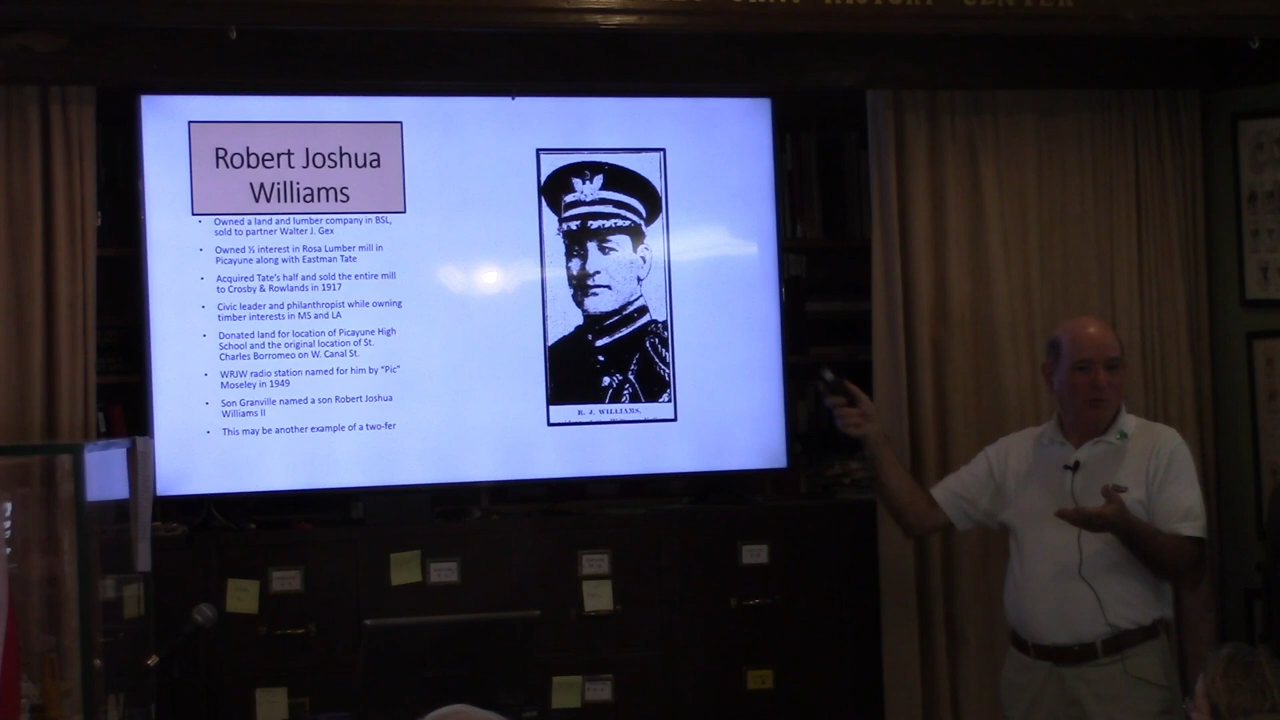 HISTORY CENTER
Robert Joshua
Williams
• Owned a land and lumber company in BSL,
sold to partner Walter J. Gex
• Owned ½ interest in Rosa Lumber mill in
Picayune along with Eastman Tate
• Acquired Tate's half and sold the entire mill
to Crosby & Rowlands in 1917
• Civic leader and philanthropist while owning
timber interests in MS and LA
• Donated land for location of Picayune High
School and the original location of St.
Charles Borromeo on W. Canal St.
• WRJW radio station named for him by "Pic"
Moseley in 1949
• Son Granville named a son Robert Joshua
Williams II
• This may be another example of a two-fer
R. J. WILLIAMS,